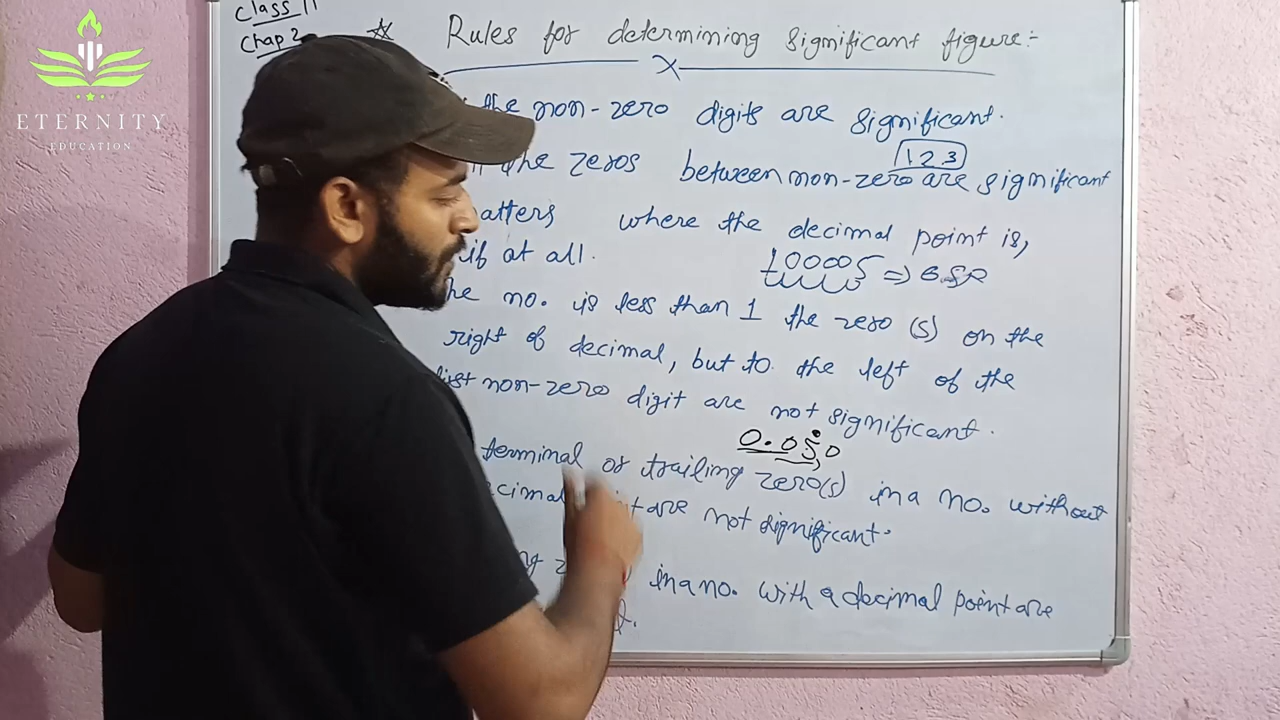 Class 11
Chap 2
ETERNITY
EDUCATION
Rules for determining significant figure:-
the non-zero digits are significant.
123
the zeros between non-zero are significant
matters where the decimal point is,
if at all.
100005 =>
the no. is less than 1 the zero (s) on the
right of decimal, but to the left of the
first non-zero digit are not significant.
0.050
terminal or trailing zero(s) in a no. without
decimal are not significant.
in a no. with a decimal point are